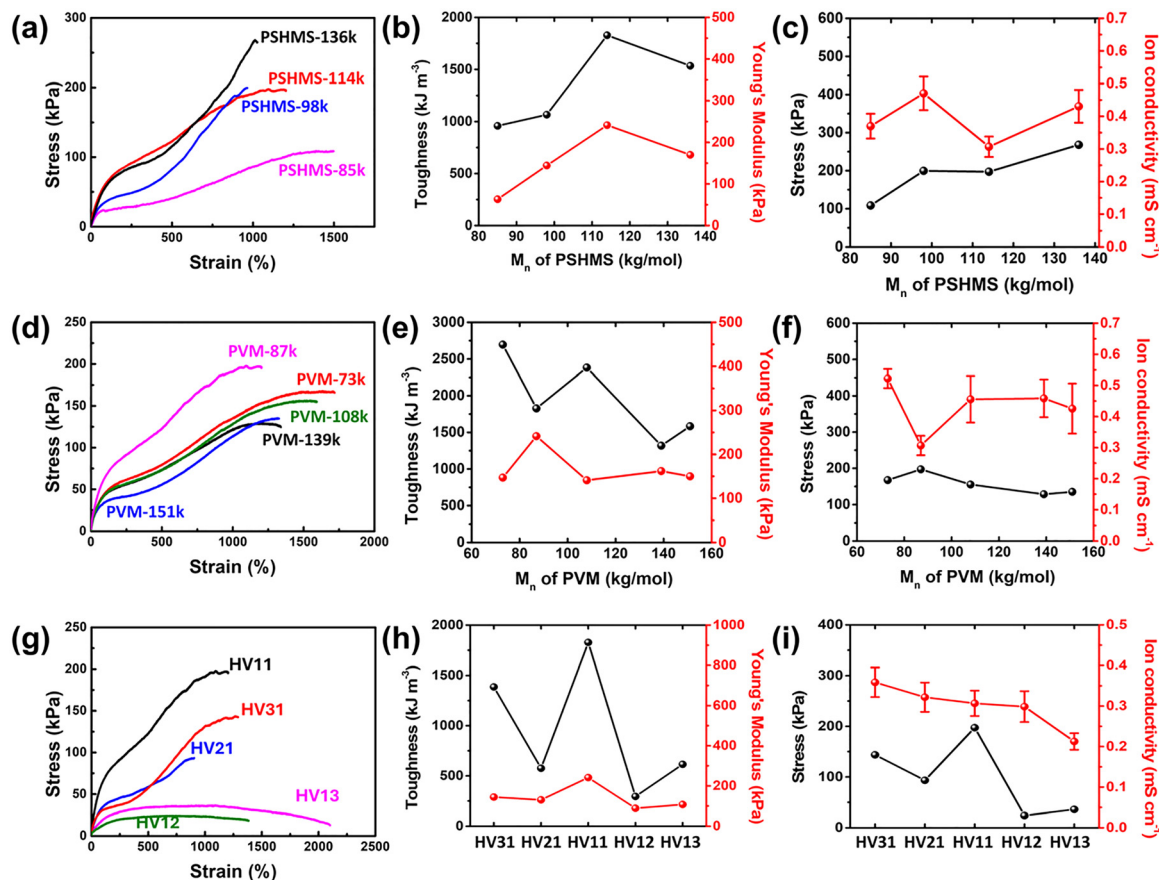 (a)
300
250
200
150
100
50
0
0
500
1000
1500
Stress (kPa)
Strain (%)
PSHMS-136k
PSHMS-114k
PSHMS-98k
PSHMS-85k
(b)
2000
1750
1500
1250
1000
750
500
250
0
80
90
100
110
120
130
140
500
400
300
200
100
0
Toughness (kJ m⁻³)
Young's Modulus (kPa)
Mₙ of PSHMS (kg/mol)
(c)
600
500
400
300
200
100
0
80
90
100
110
120
130
140
0.7
0.6
0.5
0.4
0.3
0.2
0.1
0.0
Stress (kPa)
Ion conductivity (mS cm⁻¹)
Mₙ of PSHMS (kg/mol)
(d)
250
200
150
100
50
0
0
500
1000
1500
2000
Stress (kPa)
Strain (%)
PVM-87k
PVM-73k
PVM-108k
PVM-139k
PVM-151k
(e)
3000
2500
2000
1500
1000
500
0
60
80
100
120
140
160
500
400
300
200
100
0
Toughness (kJ m⁻³)
Young's Modulus (kPa)
Mₙ of PVM (kg/mol)
(f)
600
500
400
300
200
100
0
60
80
100
120
140
160
0.7
0.6
0.5
0.4
0.3
0.2
0.1
0.0
Stress (kPa)
Ion conductivity (mS cm⁻¹)
Mₙ of PVM (kg/mol)
(g)
250
200
150
100
50
0
0
500
1000
1500
2000
2500
Stress (kPa)
Strain (%)
HV11
HV31
HV21
HV13
HV12
(h)
2000
1500
1000
500
0
HV31
HV21
HV11
HV12
HV13
1000
800
600
400
200
0
Toughness (kJ m⁻³)
Young's Modulus (kPa)
(i)
400
300
200
100
0
HV31
HV21
HV11
HV12
HV13
0.5
0.4
0.3
0.2
0.1
0.0
Stress (kPa)
Ion conductivity (mS cm⁻¹)